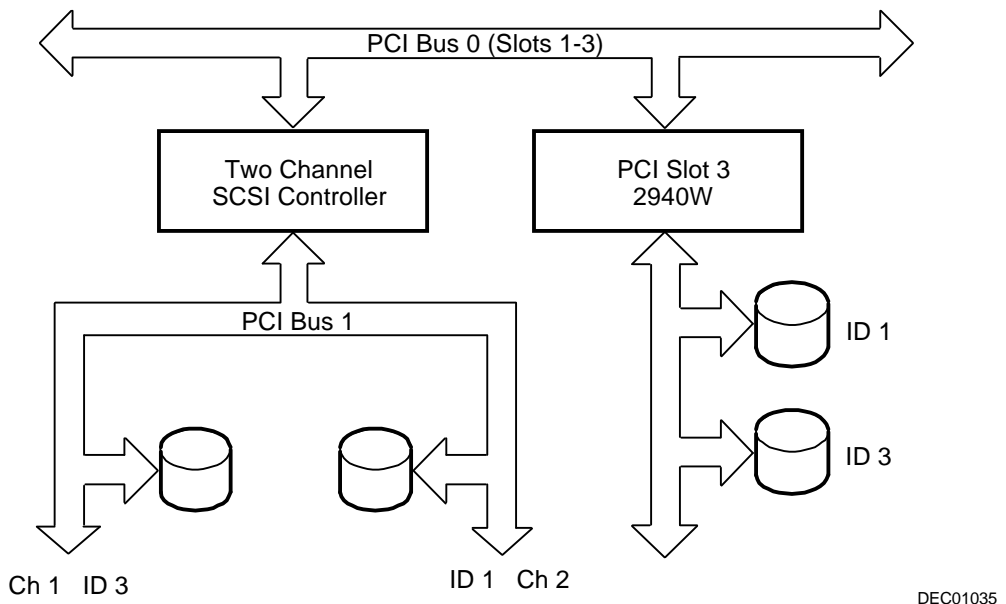 PCI Bus 0 (Slots 1-3)
Two Channel
SCSI Controller
PCI Slot 3
2940W
PCI Bus 1
ID 1
ID 3
Ch 1 ID 3
ID 1 Ch 2
DEC01035